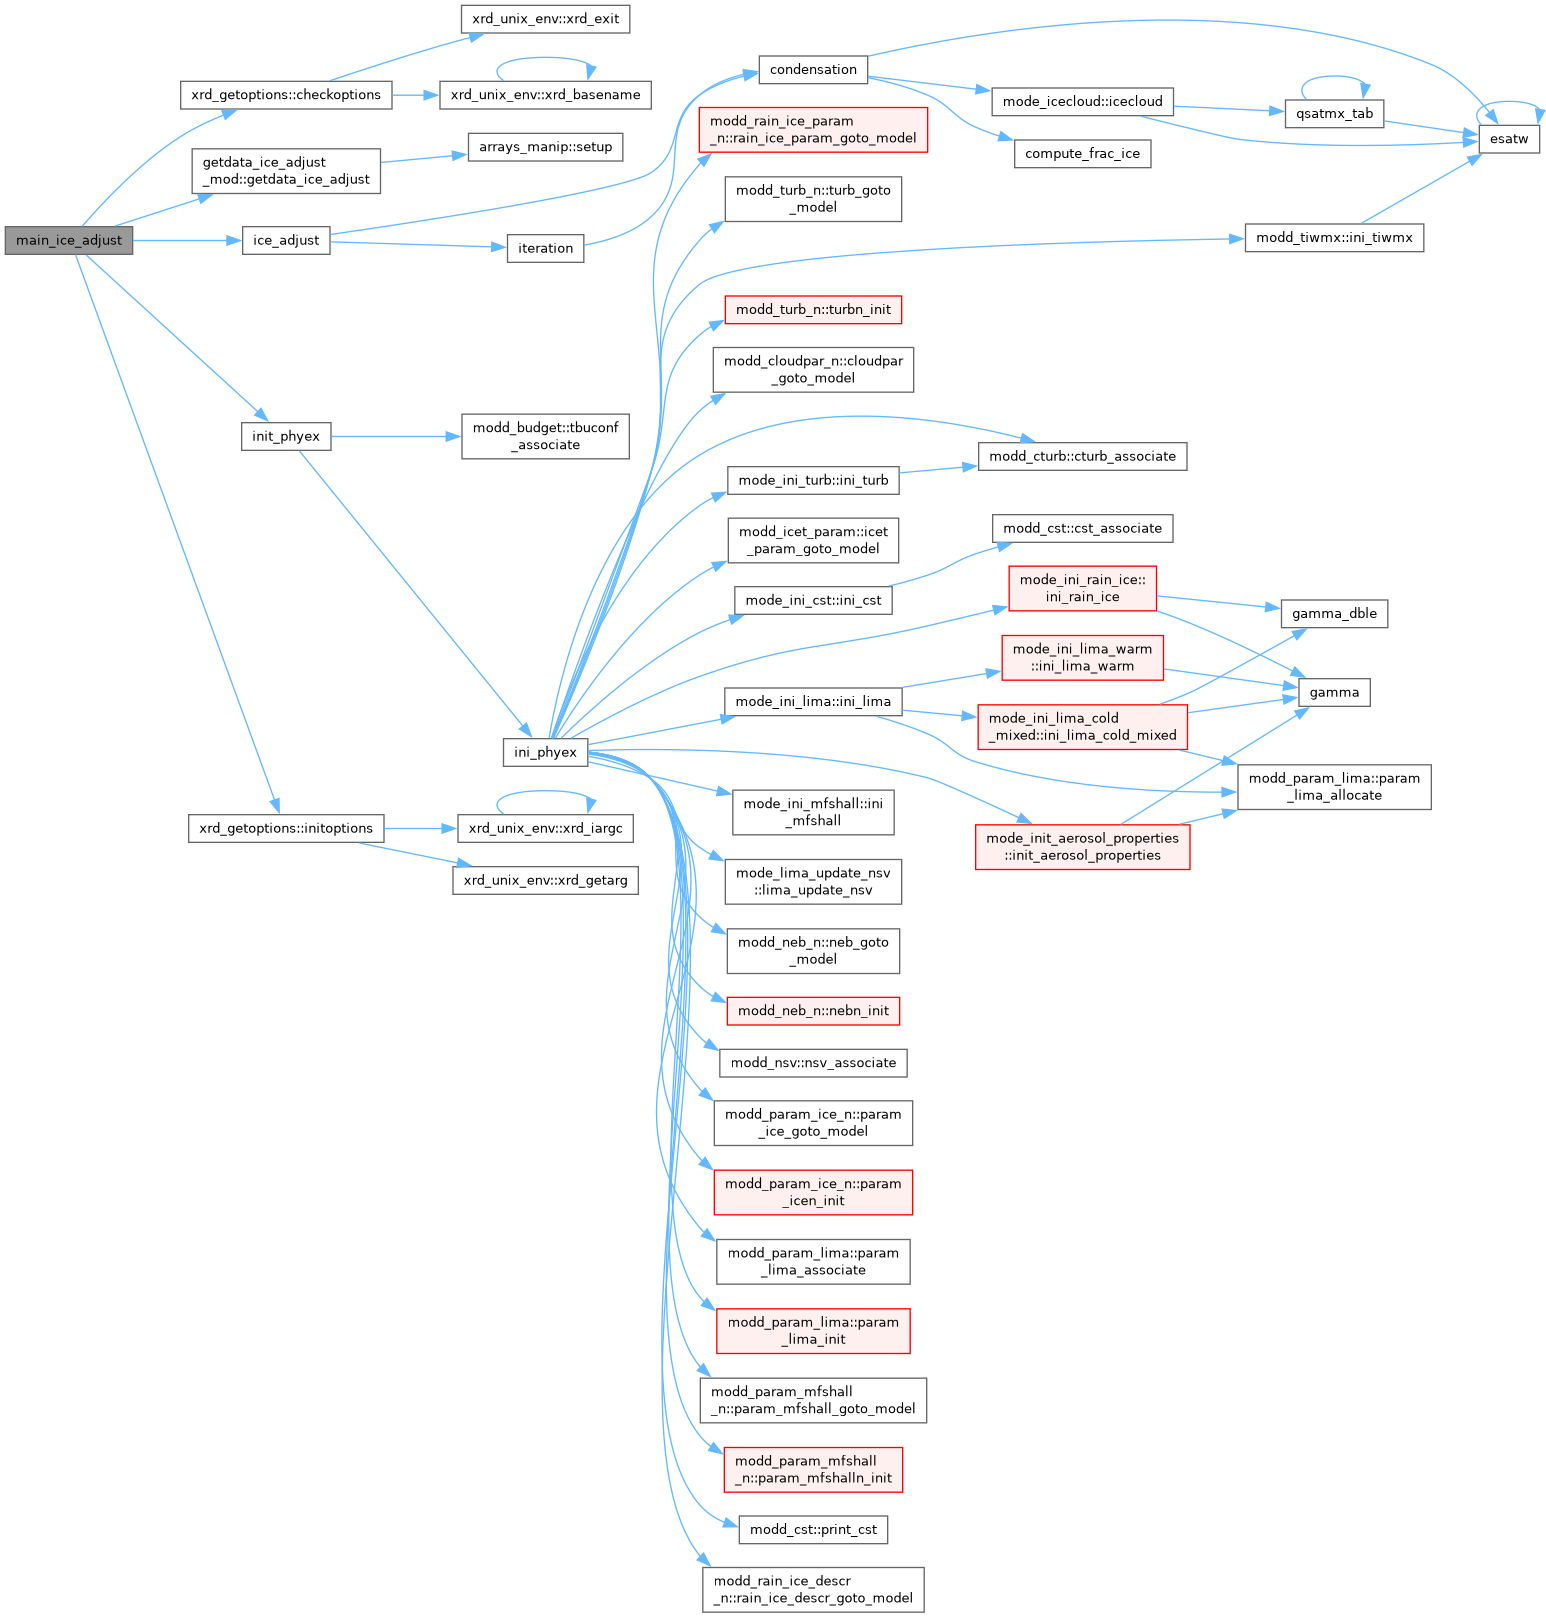 xrd_unix_env::xrd_exit
xrd_getoptions::checkoptions
xrd_unix_env::xrd_basename
arrays_manip::setup
getdata_ice_adjust
_mod::getdata_ice_adjust
main_ice_adjust
ice_adjust
iteration
condensation
mode_icecloud::icecloud
qsatmx_tab
esatw
compute_frac_ice
modd_rain_ice_param
_n::rain_ice_param_goto_model
modd_turb_n::turb_goto
_model
modd_tiwmx::ini_tiwmx
modd_turb_n::turbn_init
modd_cloudpar_n::cloudpar
_goto_model
init_phyex
modd_budget::tbuconf
_associate
modd_cturb::cturb_associate
mode_ini_turb::ini_turb
modd_icet_param::icet
_param_goto_model
modd_cst::cst_associate
mode_ini_cst::ini_cst
mode_ini_rain_ice::
ini_rain_ice
gamma_dble
mode_ini_lima_warm
::ini_lima_warm
gamma
mode_ini_lima::ini_lima
mode_ini_lima_cold
_mixed::ini_lima_cold_mixed
ini_phyex
modd_param_lima::param
_lima_allocate
mode_ini_mfshall::ini
_mfshall
mode_init_aerosol_properties
::init_aerosol_properties
xrd_getoptions::initoptions
xrd_unix_env::xrd_iargc
xrd_unix_env::xrd_getarg
mode_lima_update_nsv
::lima_update_nsv
modd_neb_n::neb_goto
_model
modd_neb_n::nebn_init
modd_nsv::nsv_associate
modd_param_ice_n::param
_ice_goto_model
modd_param_ice_n::param
_icen_init
modd_param_lima::param
_lima_associate
modd_param_lima::param
_lima_init
modd_param_mfshall
_n::param_mfshall_goto_model
modd_param_mfshall
_n::param_mfshalln_init
modd_cst::print_cst
modd_rain_ice_descr
_n::rain_ice_descr_goto_model